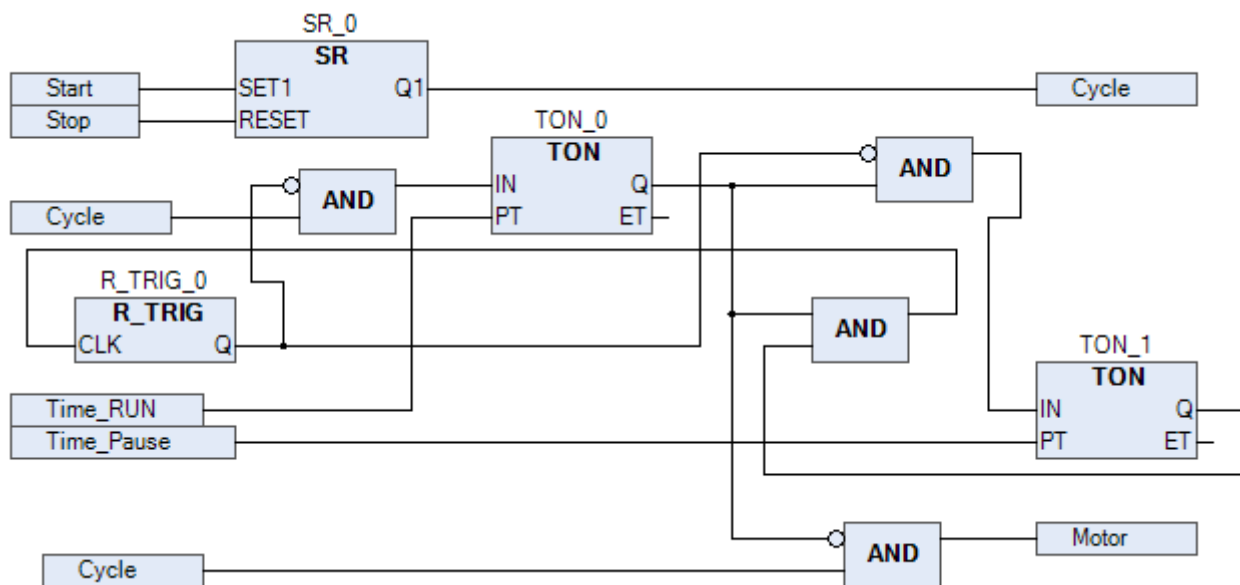 SR_0
SR
Start
SET1
Q1
Cycle
Stop
RESET
TON_0
TON
AND
IN
Q
AND
Cycle
PT
ET
R_TRIG_0
R_TRIG
CLK
Q
AND
TON_1
TON
Time_RUN
IN
Q
Time_Pause
PT
ET
AND
Motor
Cycle